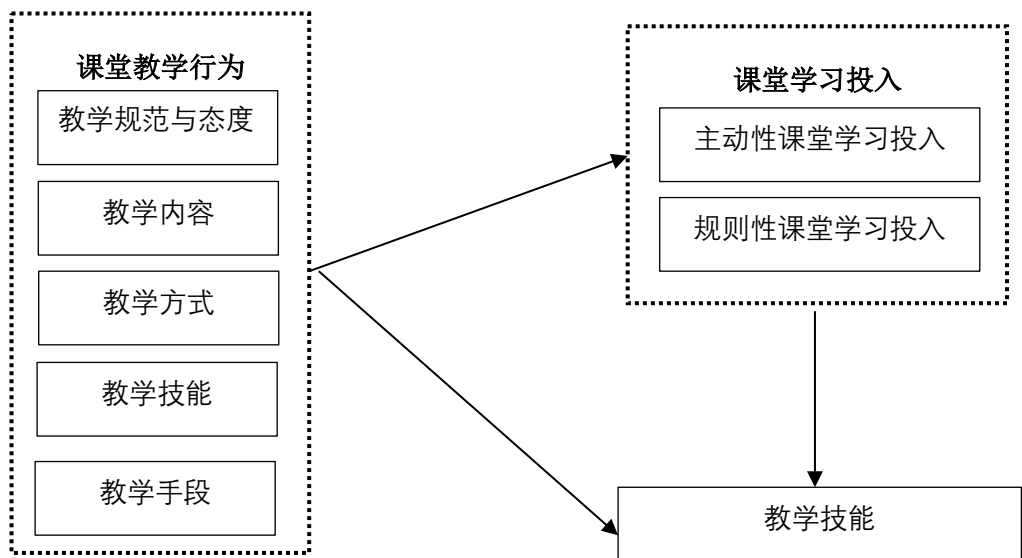 课堂教学行为
教学规范与态度
教学内容
教学方式
教学技能
教学手段
课堂学习投入
主动性课堂学习投入
规则性课堂学习投入
教学技能